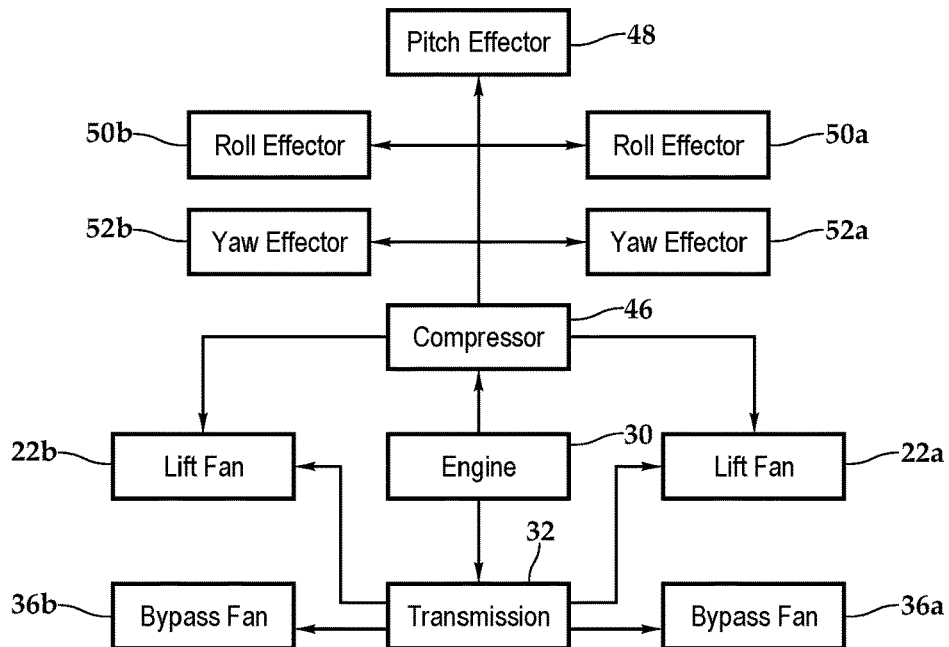 Pitch Effector 48
50b Roll Effector Roll Effector 50a
52b Yaw Effector Yaw Effector 52a
46
Compressor
30
22b Lift Fan Engine Lift Fan 22a
32
36b Bypass Fan Transmission Bypass Fan 36a